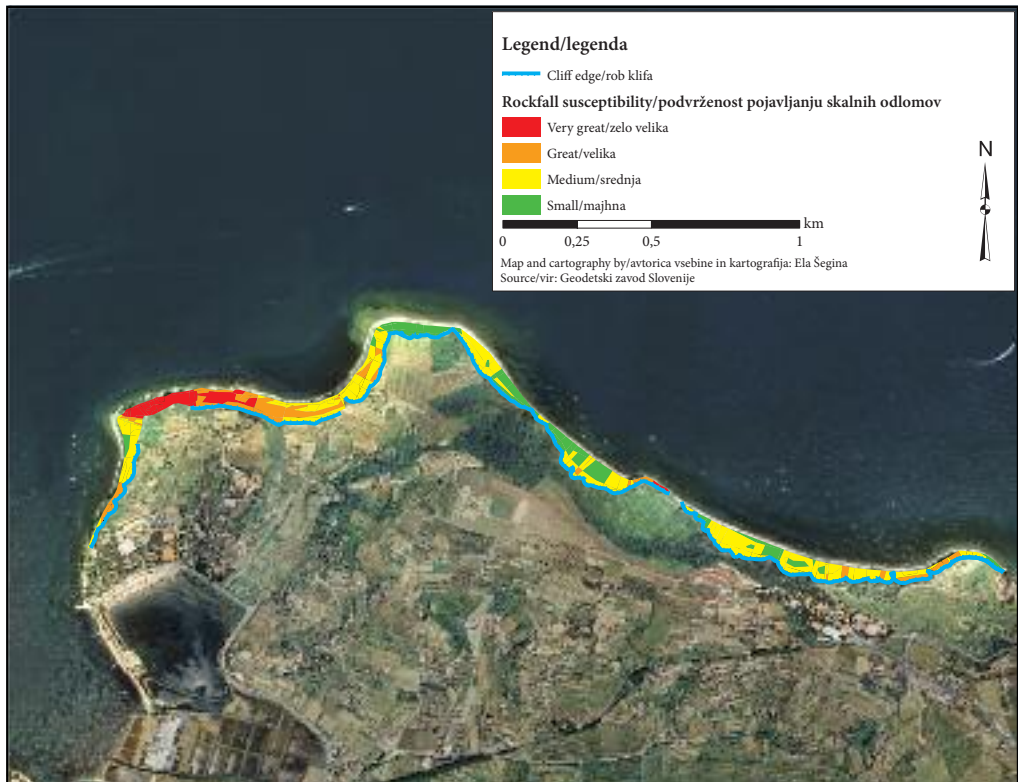 Legend/legenda
Cliff edge/rob klifa
Rockfall susceptibility/podvrženost pojavljanju skalnih odlomov
Very great/zelo velika
Great/velika
Medium/srednja
Small/majhna
N
km
0 0,25 0,5 1
Map and cartography by/avtorica vsebine in kartografija: Ela Šegina
Source/vir: Geodetski zavod Slovenije